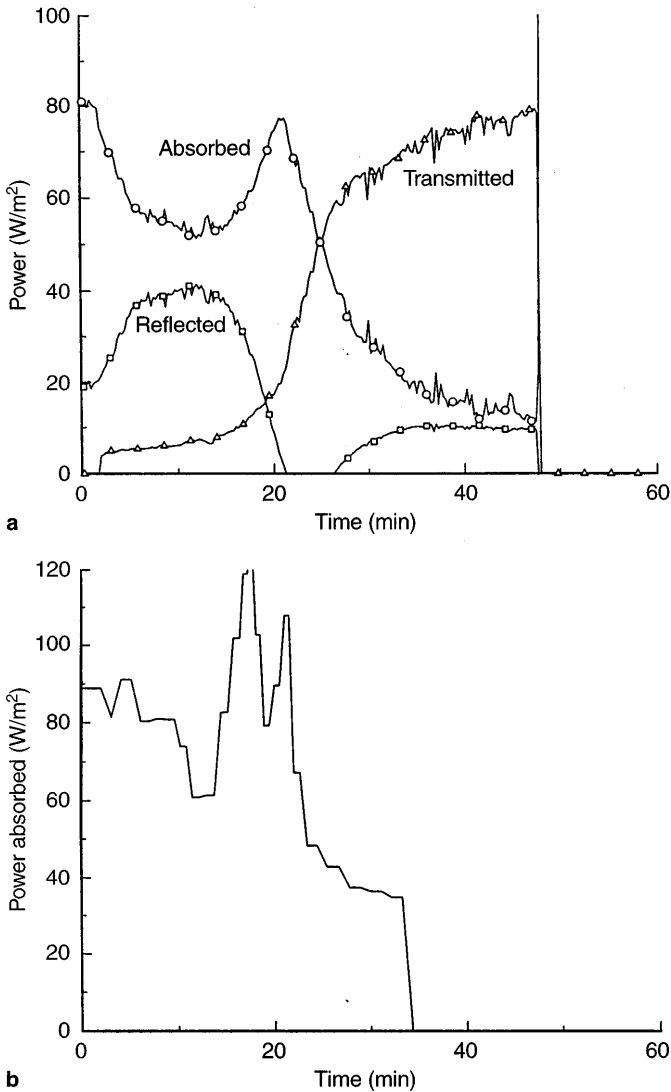 100
80
60
40
20
0
Power (W/m²)
Absorbed
Transmitted
Reflected
0 20 40 60
Time (min)
a
120
100
80
60
40
20
0
Power absorbed (W/m²)
0 20 40 60
Time (min)
b